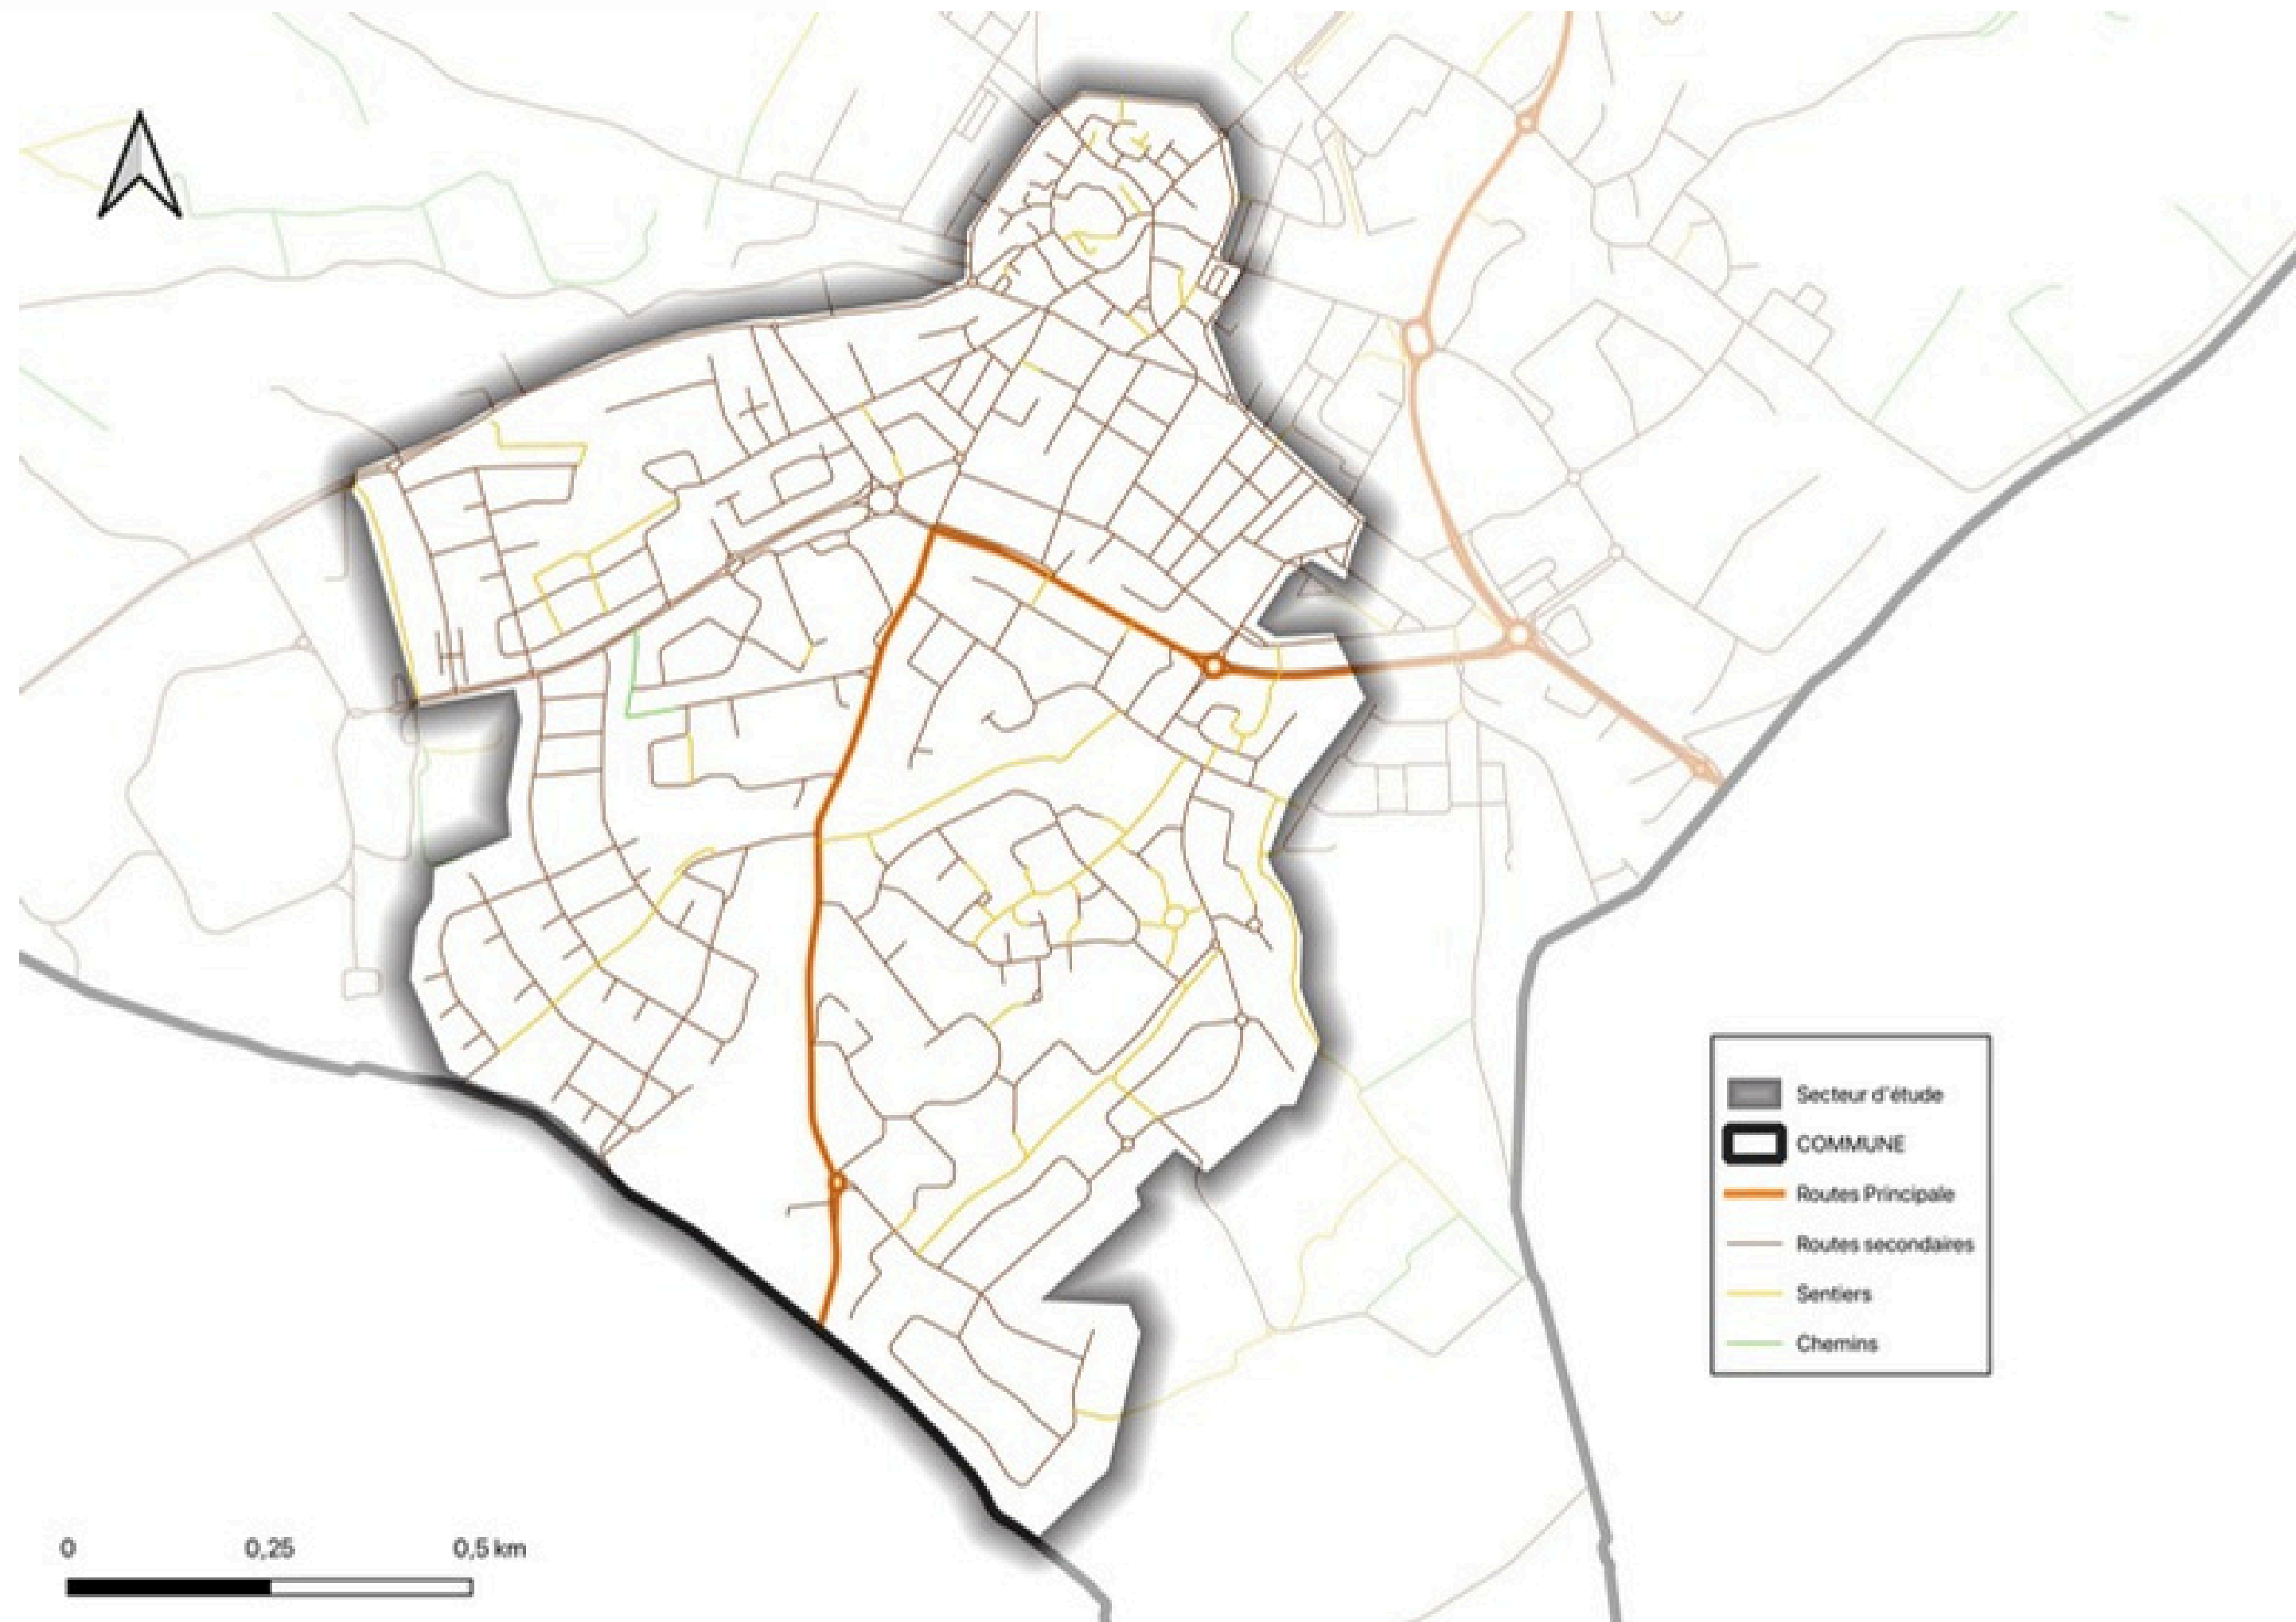 Secteur d'étude
COMMUNE
Routes Principale
Routes secondaires
Sentiers
Chemins
0 0,25 0,5 km